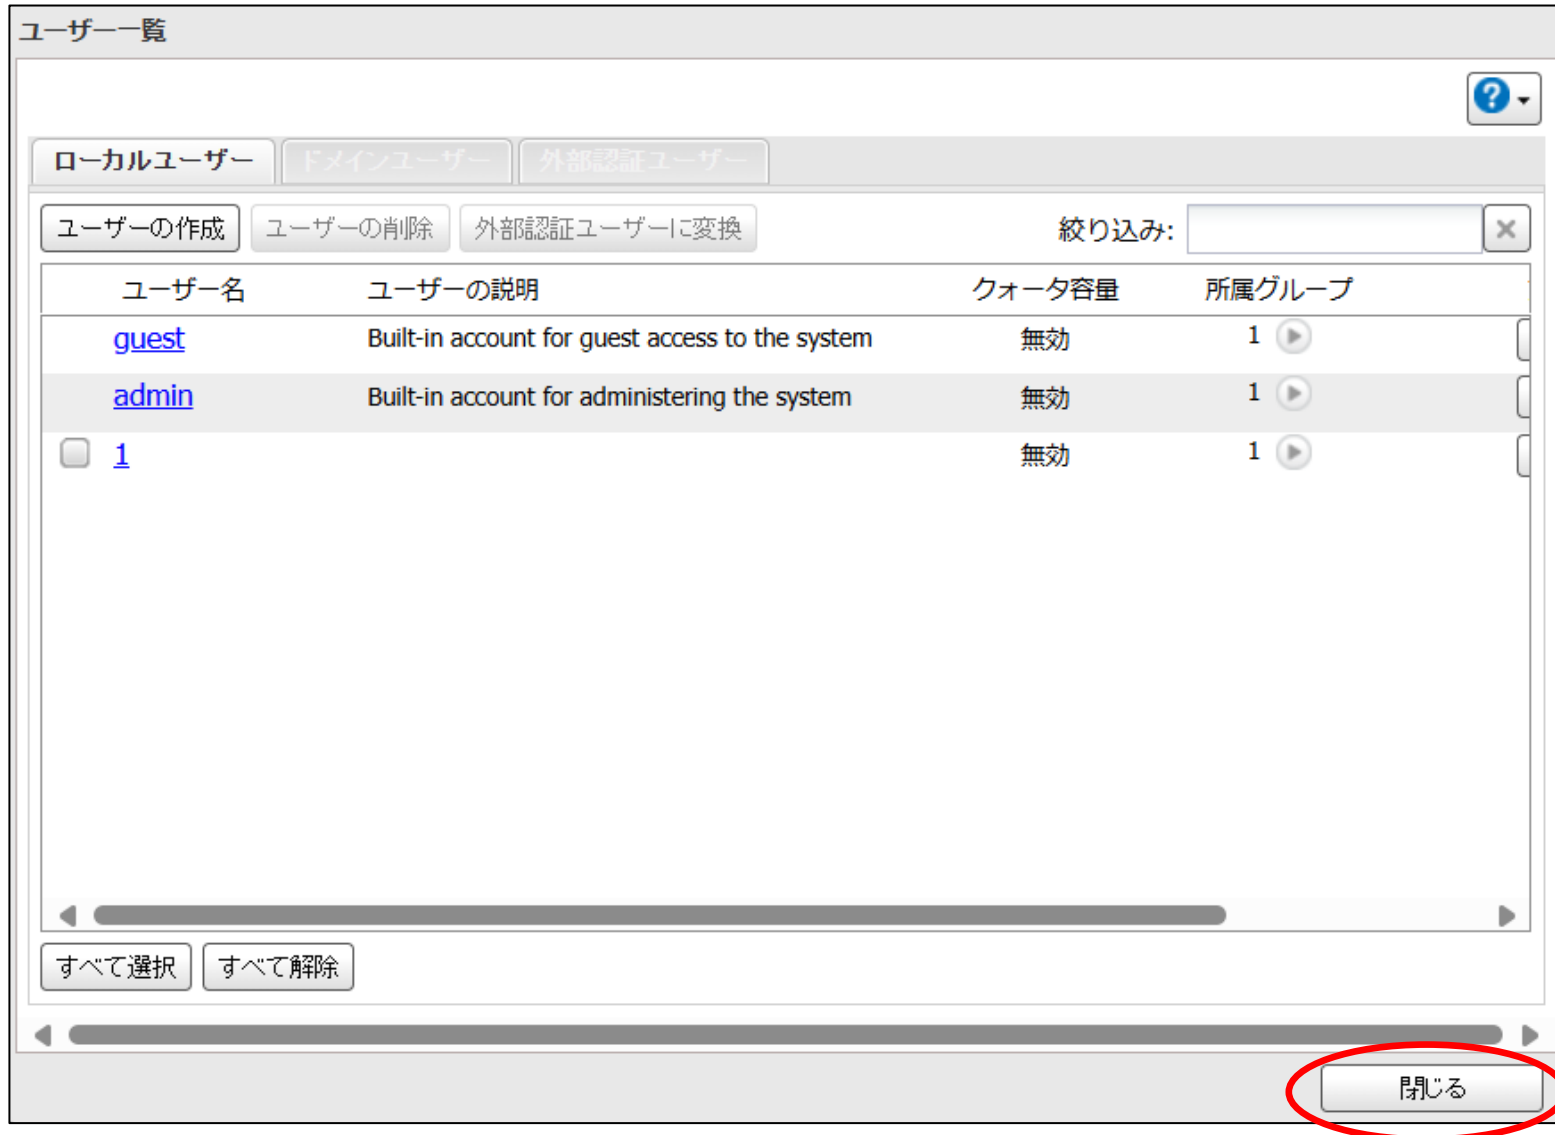 ユーザー一覧
ローカルユーザー ドメインユーザー 外部認証ユーザー
ユーザーの作成 ユーザーの削除 外部認証ユーザーに変換 絞り込み:
ユーザー名 ユーザーの説明 クォータ容量 所属グループ
guest Built-in account for guest access to the system 無効 1
admin Built-in account for administering the system 無効 1
1 無効 1
すべて選択 すべて解除
閉じる